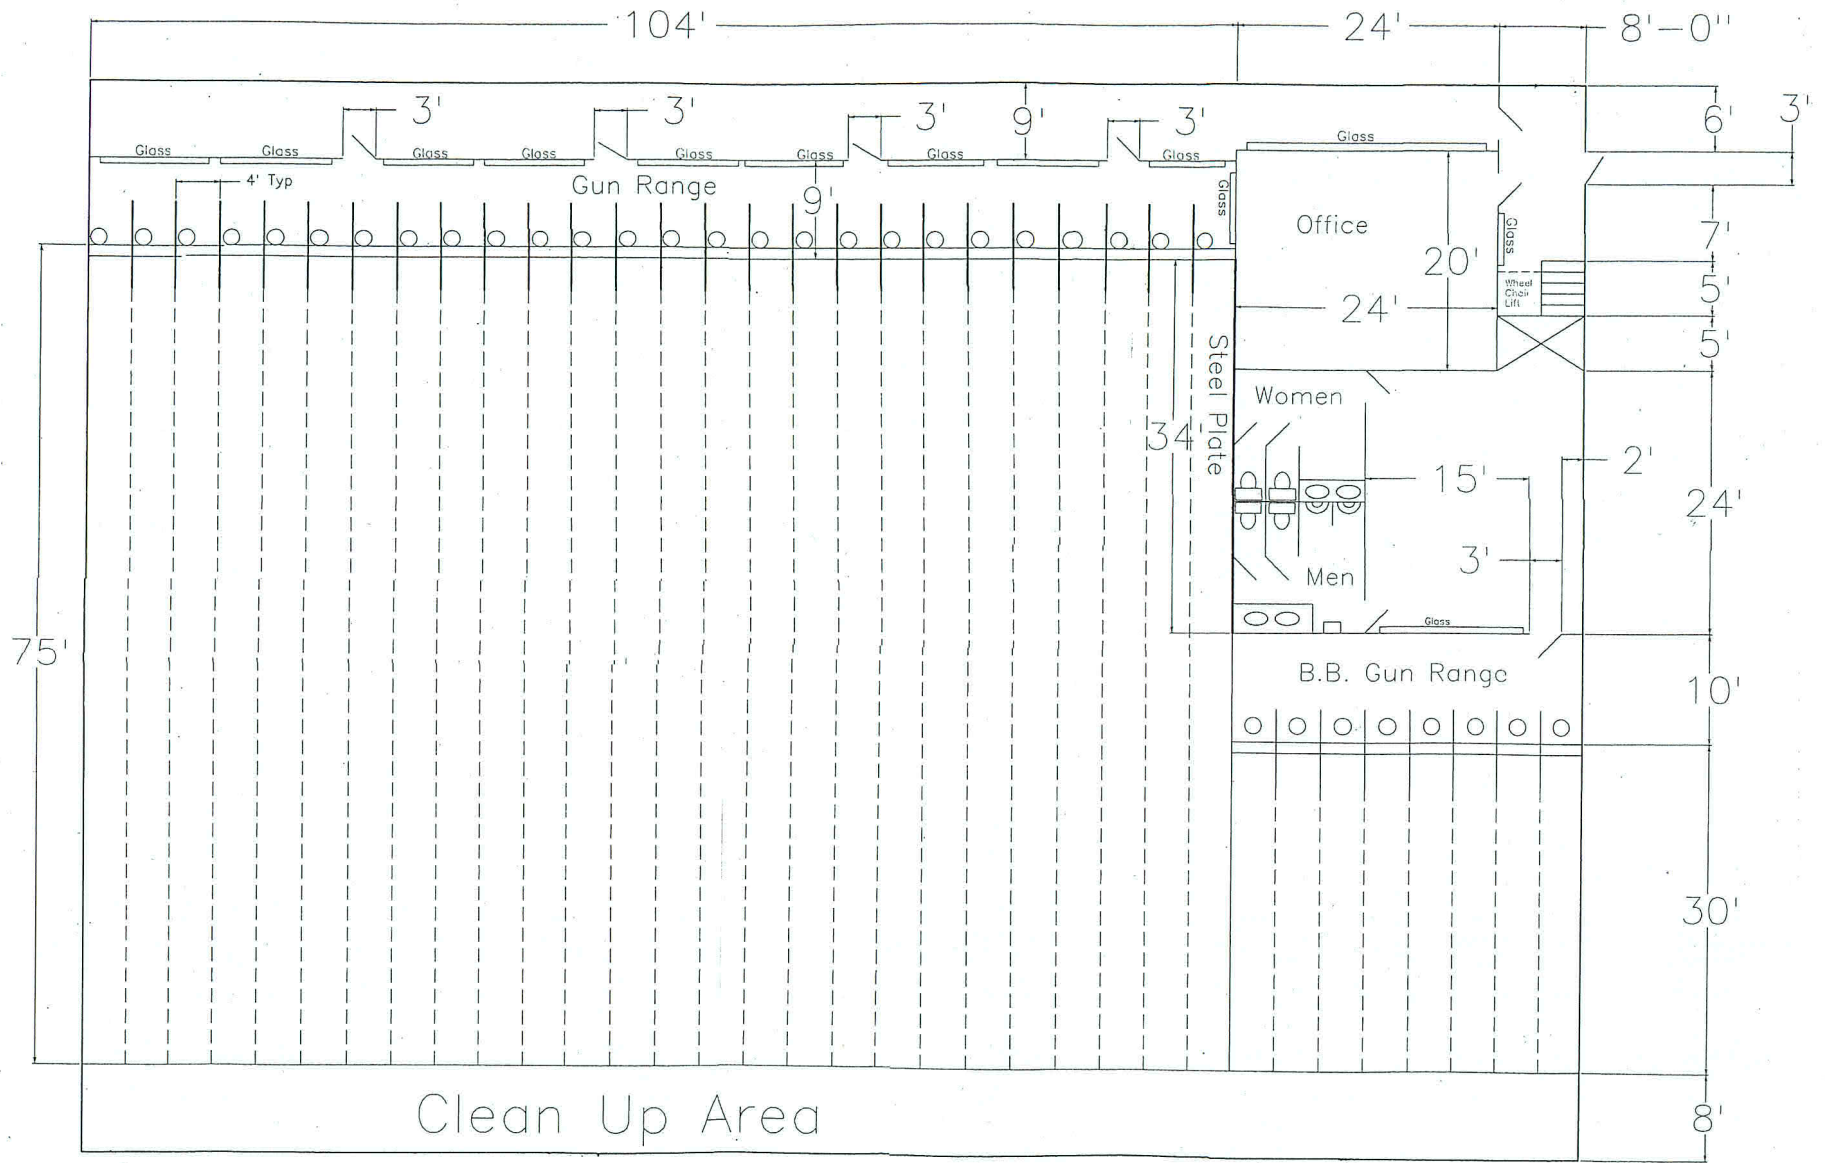 104'
24'
8'-0"
3'
3'
3'
3'
9'
6'
3'
Glass
Glass
Glass
Glass
Glass
Glass
Glass
Glass
Glass
4' Typ
Gun Range
9'
Glass
Office
Glass
7'
20'
24'
Wheel
Chair
Lift
5'
5'
Steel Plate
Women
34'
15'
2'
24'
3'
Men
Glass
75'
B.B. Gun Range
10'
30'
Clean Up Area
8'